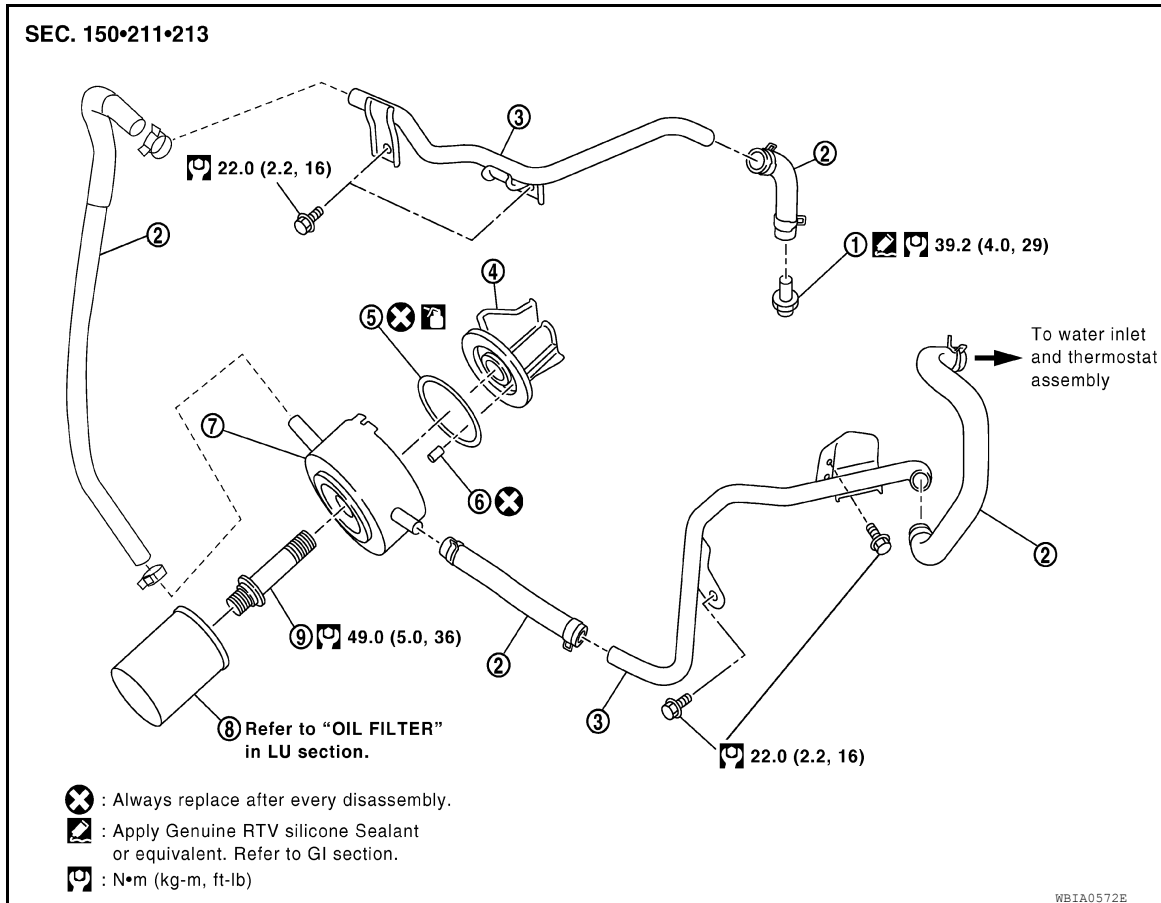 SEC. 150•211•213
③
②
22.0 (2.2, 16)
②
① 39.2 (4.0, 29)
④
⑤
To water inlet
and thermostat
assembly
⑦
⑥
②
⑨ 49.0 (5.0, 36)
②
③
⑧ Refer to “OIL FILTER”
in LU section.
22.0 (2.2, 16)
: Always replace after every disassembly.
: Apply Genuine RTV silicone Sealant
or equivalent. Refer to GI section.
: N•m (kg-m, ft-lb)
WBIA0572E